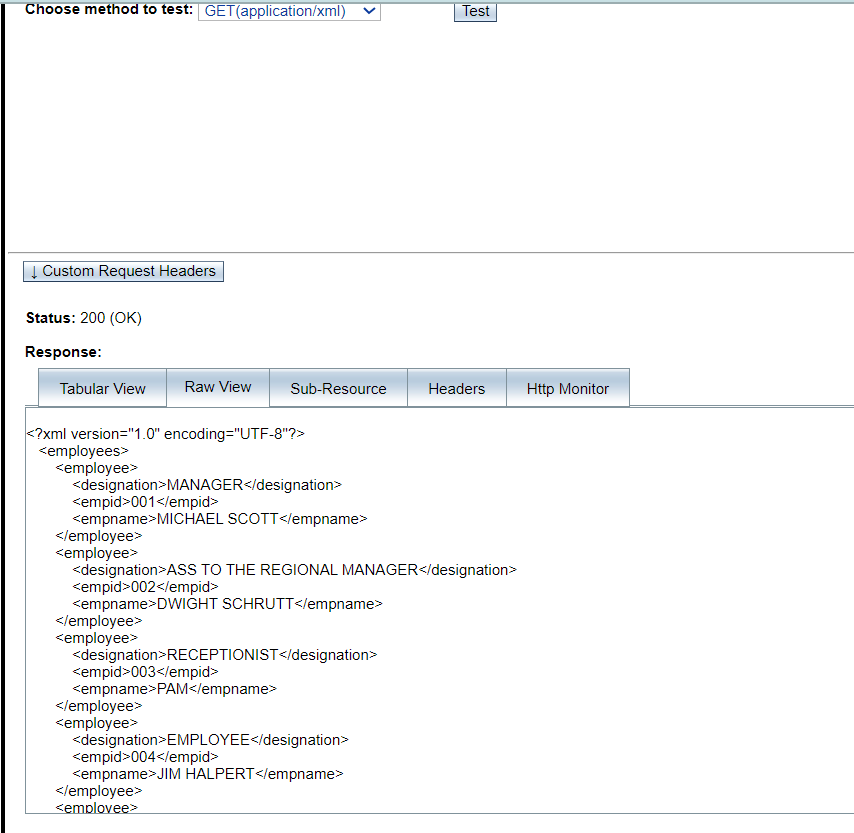 Choose method to test: GET(application/xml) Test
↓ Custom Request Headers
Status: 200 (OK)
Response:
Tabular View Raw View Sub-Resource Headers Http Monitor
<?xml version="1.0" encoding="UTF-8"?>
<employees>
<employee>
<designation>MANAGER</designation>
<empid>001</empid>
<empname>MICHAEL SCOTT</empname>
</employee>
<employee>
<designation>ASS TO THE REGIONAL MANAGER</designation>
<empid>002</empid>
<empname>DWIGHT SCHRUTT</empname>
</employee>
<employee>
<designation>RECEPTIONIST</designation>
<empid>003</empid>
<empname>PAM</empname>
</employee>
<employee>
<designation>EMPLOYEE</designation>
<empid>004</empid>
<empname>JIM HALPERT</empname>
</employee>
<employee>